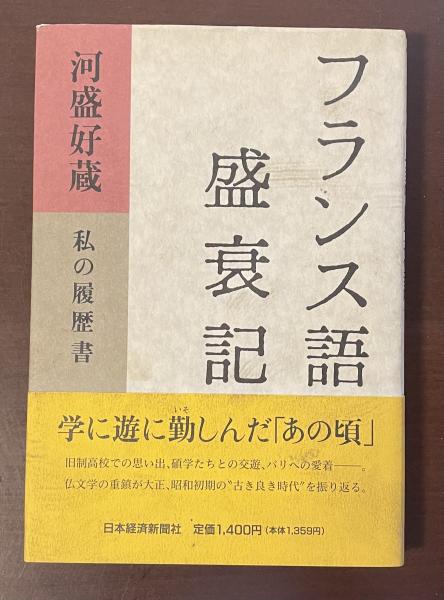 フランス語
盛衰記
河盛好蔵
私の履歴書
学に遊に勤しんだ「あの頃」
いそ
旧制高校での思い出、碩学たちとの交遊、パリへの愛着――。
仏文学の重鎮が大正、昭和初期の〝古き良き時代〟を振り返る。
日本経済新聞社 定価1,400円(本体1,359円)